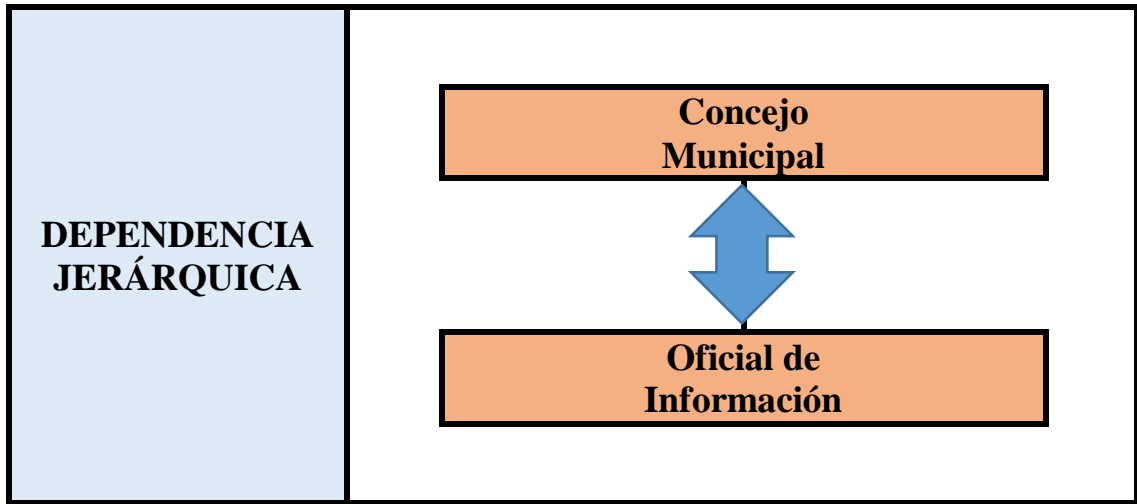 DEPENDENCIA
JERÁRQUICA
Concejo
Municipal
Oficial de
Información